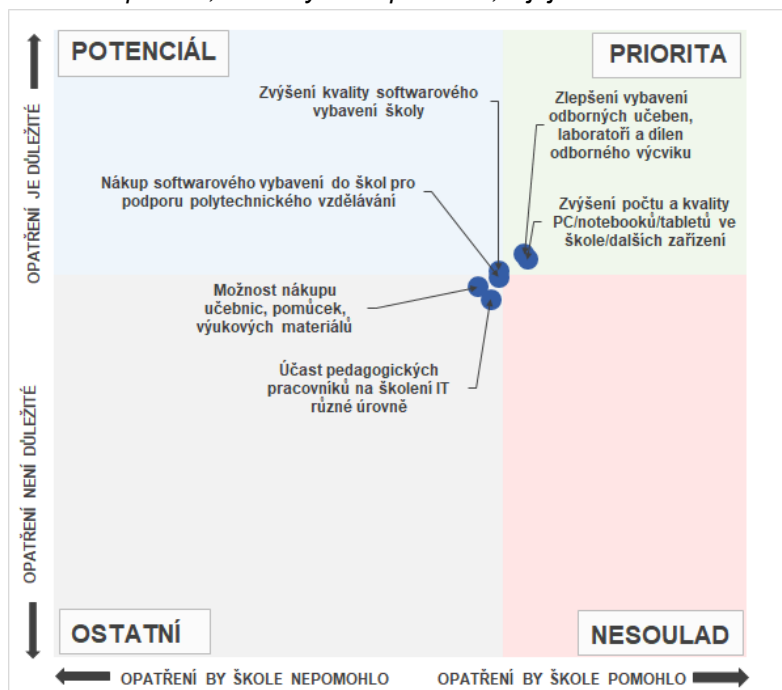 POTENCIÁL
PRIORITA
Zvýšení kvality softwarového
vybavení školy
Zlepšení vybavení
odborných učeben,
laboratoří a dílen
odborného výcviku
Nákup softwarového vybavení do škol pro
podporu polytechnického vzdělávání
Zvýšení počtu a kvality
PC/notebooků/tabletů ve
škole/dalších zařízení
Možnost nákupu
učebnic, pomůcek,
výukových materiálů
Účast pedagogických
pracovníků na školení IT
různé úrovně
OPATŘENÍ JE DŮLEŽITÉ
OPATŘENÍ NENÍ DŮLEŽITÉ
OSTATNÍ
NESOULAD
OPATŘENÍ BY ŠKOLE NEPOMOHLO
OPATŘENÍ BY ŠKOLE POMOHLO